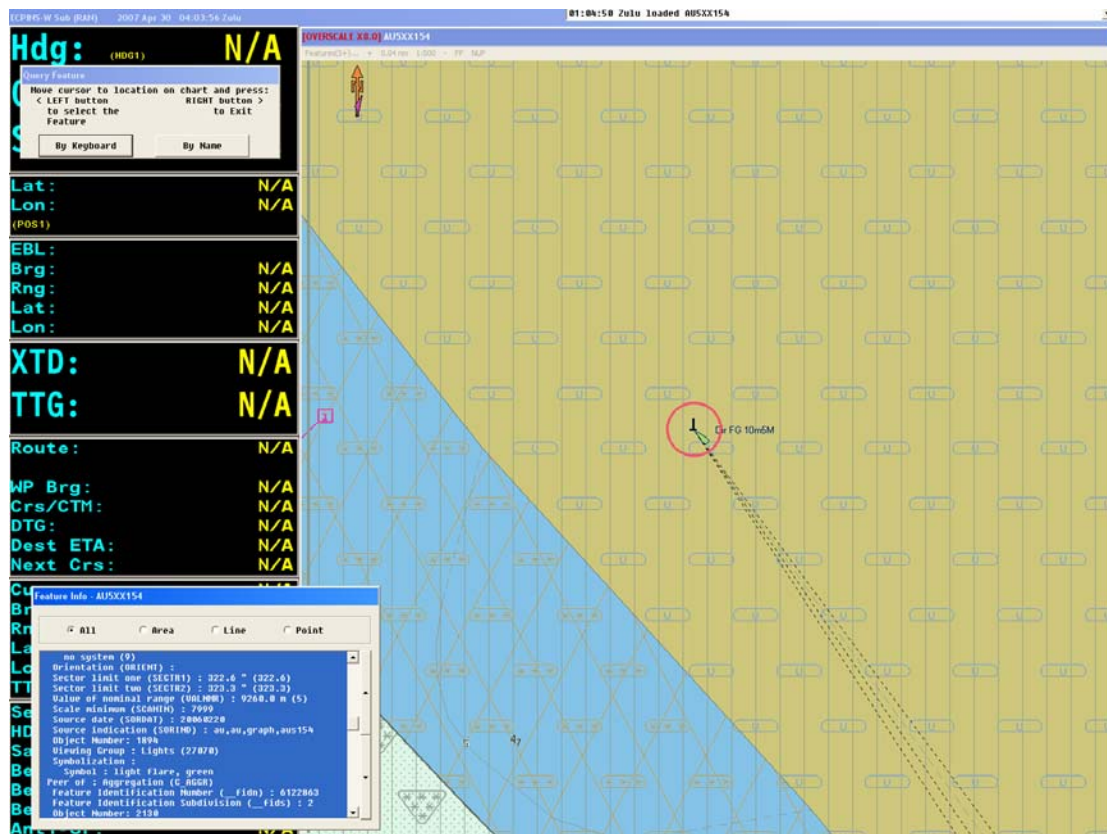 ECPINS-W Sub (RAN) 2007 Apr 30 04:03:56 Zulu
01:04:50 Zulu loaded AU5XX154
[OVERSCALE X8.0] AU5XX154
Hdg: (HDG1) N/A
Query Feature
Move cursor to location on chart and press:
< LEFT button RIGHT button >
to select the to Exit
Feature
By Keyboard By Name
Lat: N/A
Lon: N/A
(POS1)
EBL:
Brg: N/A
Rng: N/A
Lat: N/A
Lon: N/A
XTD: N/A
TTG: N/A
Route: N/A
WP Brg: N/A
Crs/CTM: N/A
DTG: N/A
Dest ETA: N/A
Next Crs: N/A
Dir FG 10m5M
Feature Info - AU5XX154
All Area Line Point
no system (9)
Orientation (ORIENT) :
Sector limit one (SECTR1) : 322.6 ° (322.6)
Sector limit two (SECTR2) : 323.3 ° (323.3)
Value of nominal range (VALNMR) : 9260.0 m (5)
Scale minimum (SCAMIN) : 7999
Source date (SORDAT) : 20060220
Source indication (SORIND) : au,au,graph,aus154
Object Number: 1894
Viewing Group : Lights (27070)
Symbolization :
Symbol : light flare, green
Peer of : Aggregation (C_AGGR)
Feature Identification Number (__fidn) : 6122863
Feature Identification Subdivision (__fids) : 2
Object Number: 2130